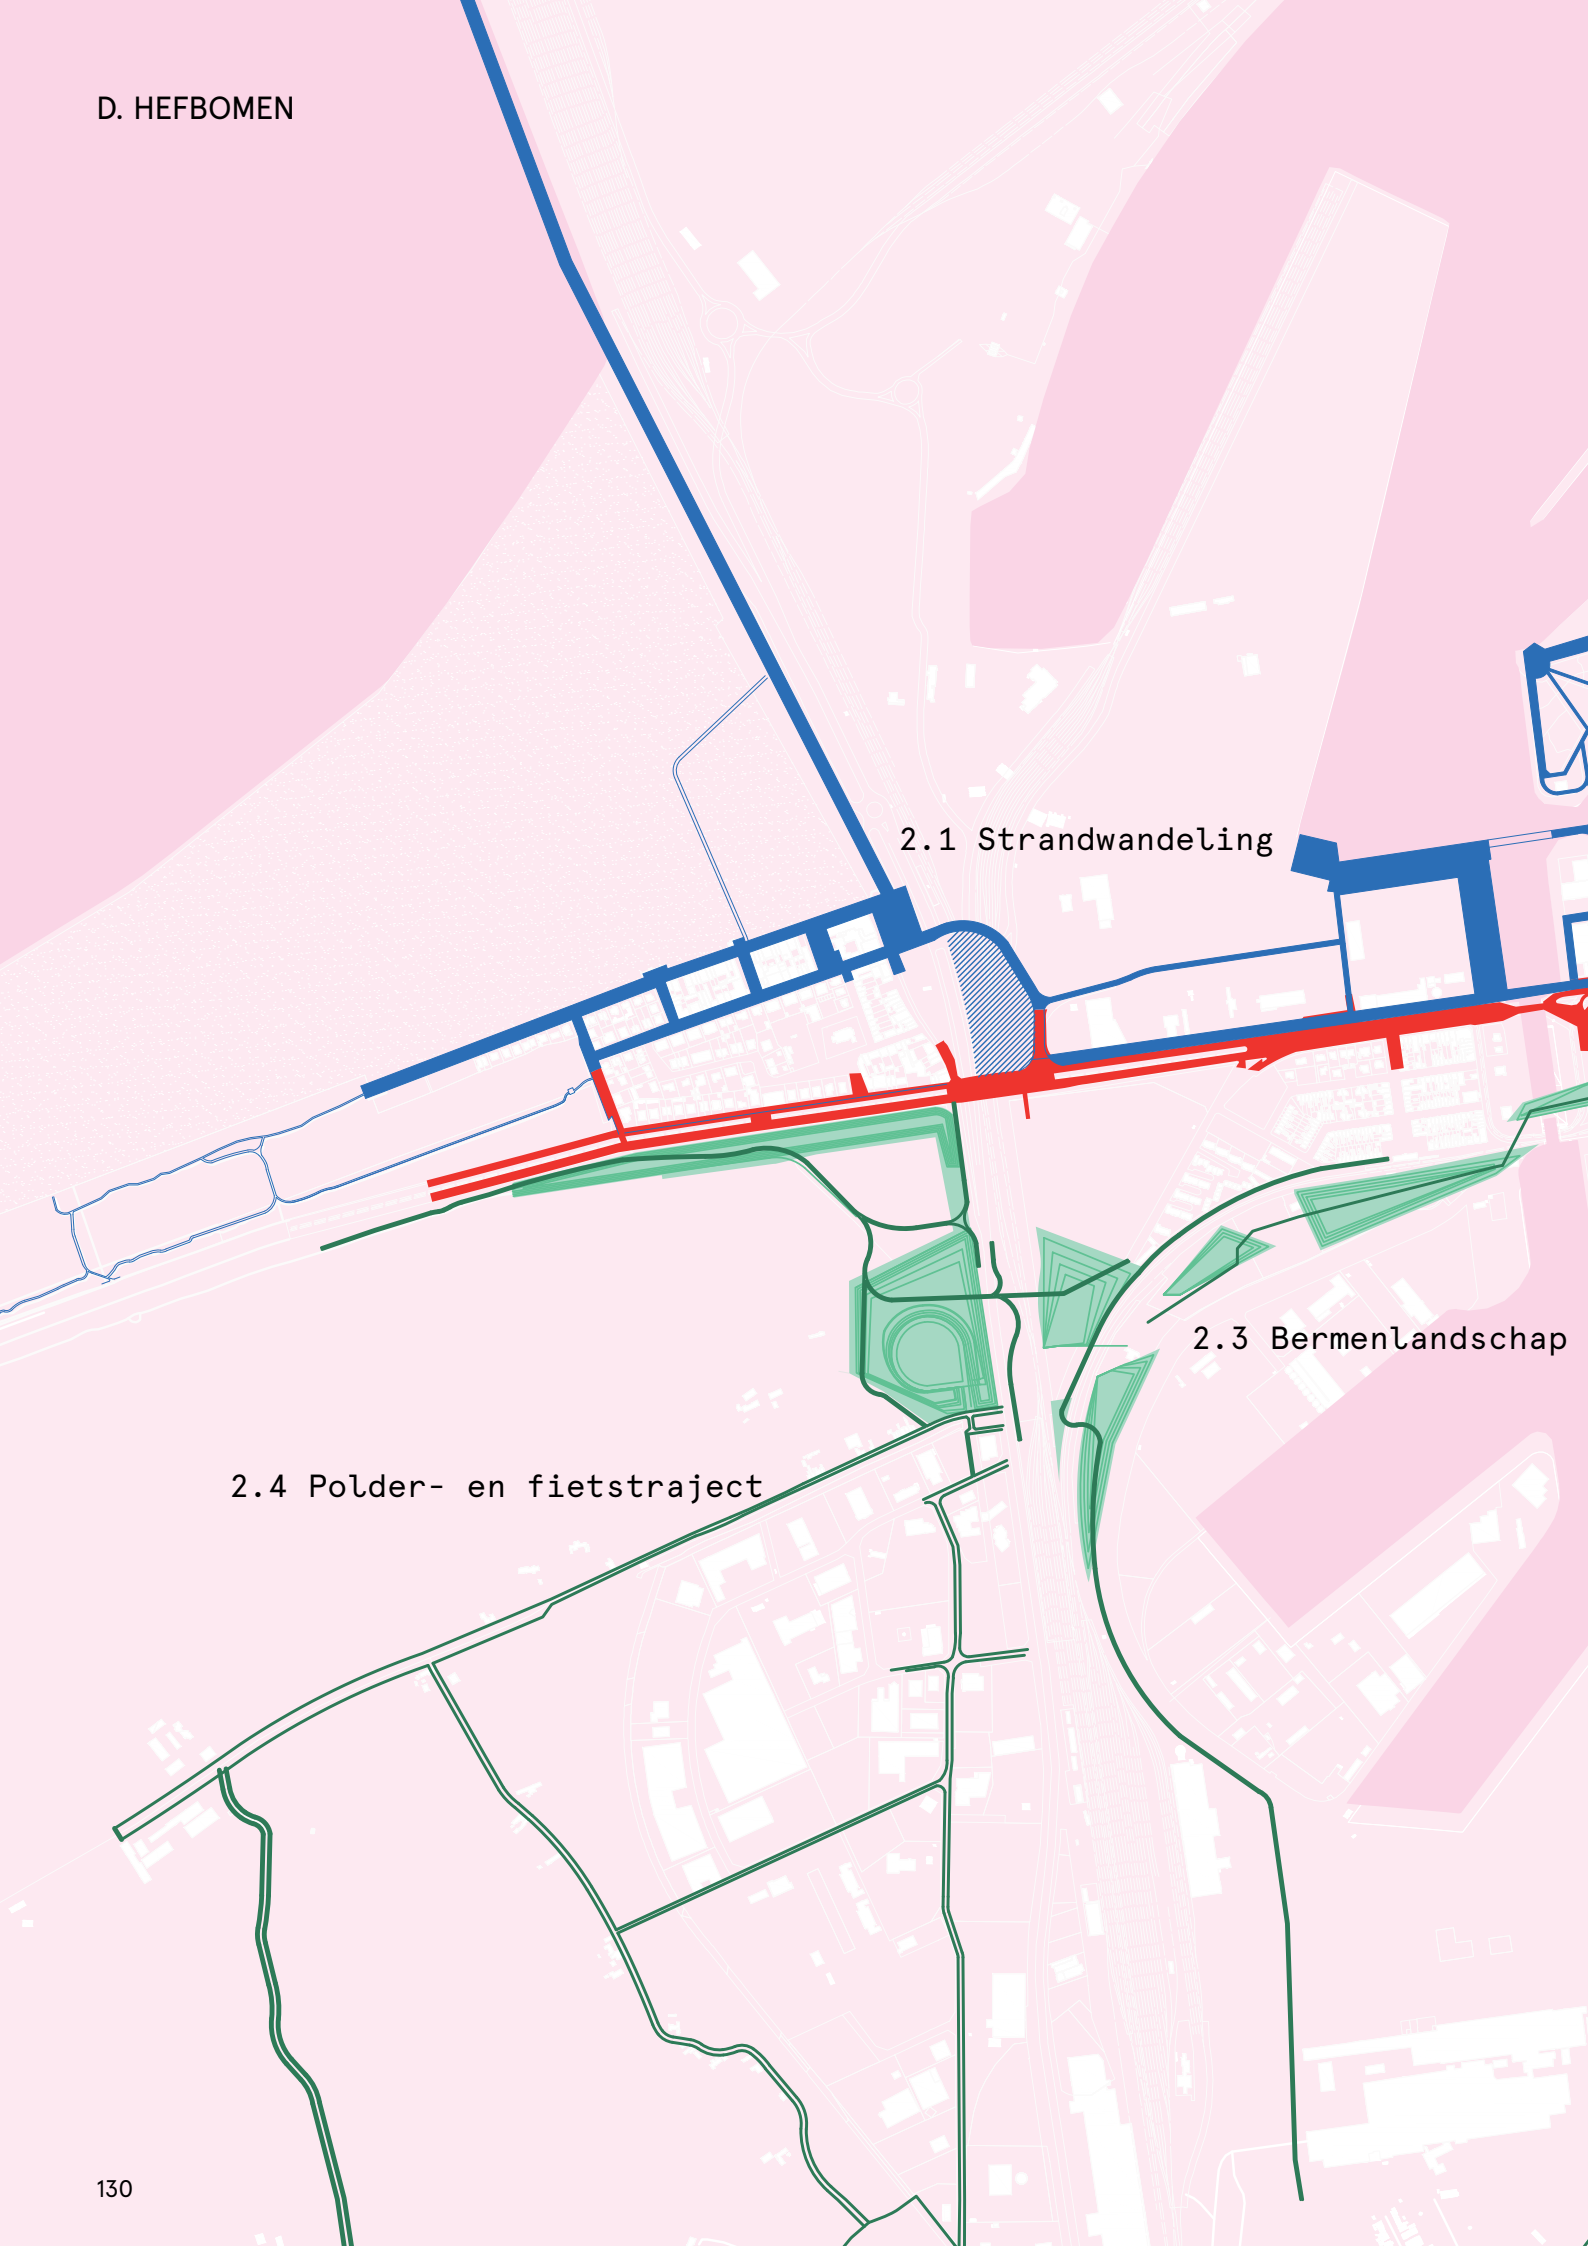 D. HEFBOMEN
2.1 Strandwandeling
2.3 Bermenlandschap
2.4 Polder- en fietstraject
130